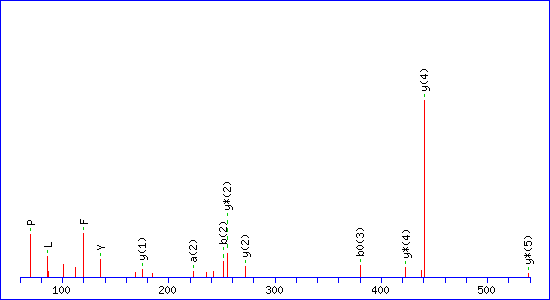 P
L
F
Y
y(1)
a(2)
b(2)
y*(2)
y(2)
b0(3)
y*(4)
y(4)
y*(5)
100 200 300 400 500